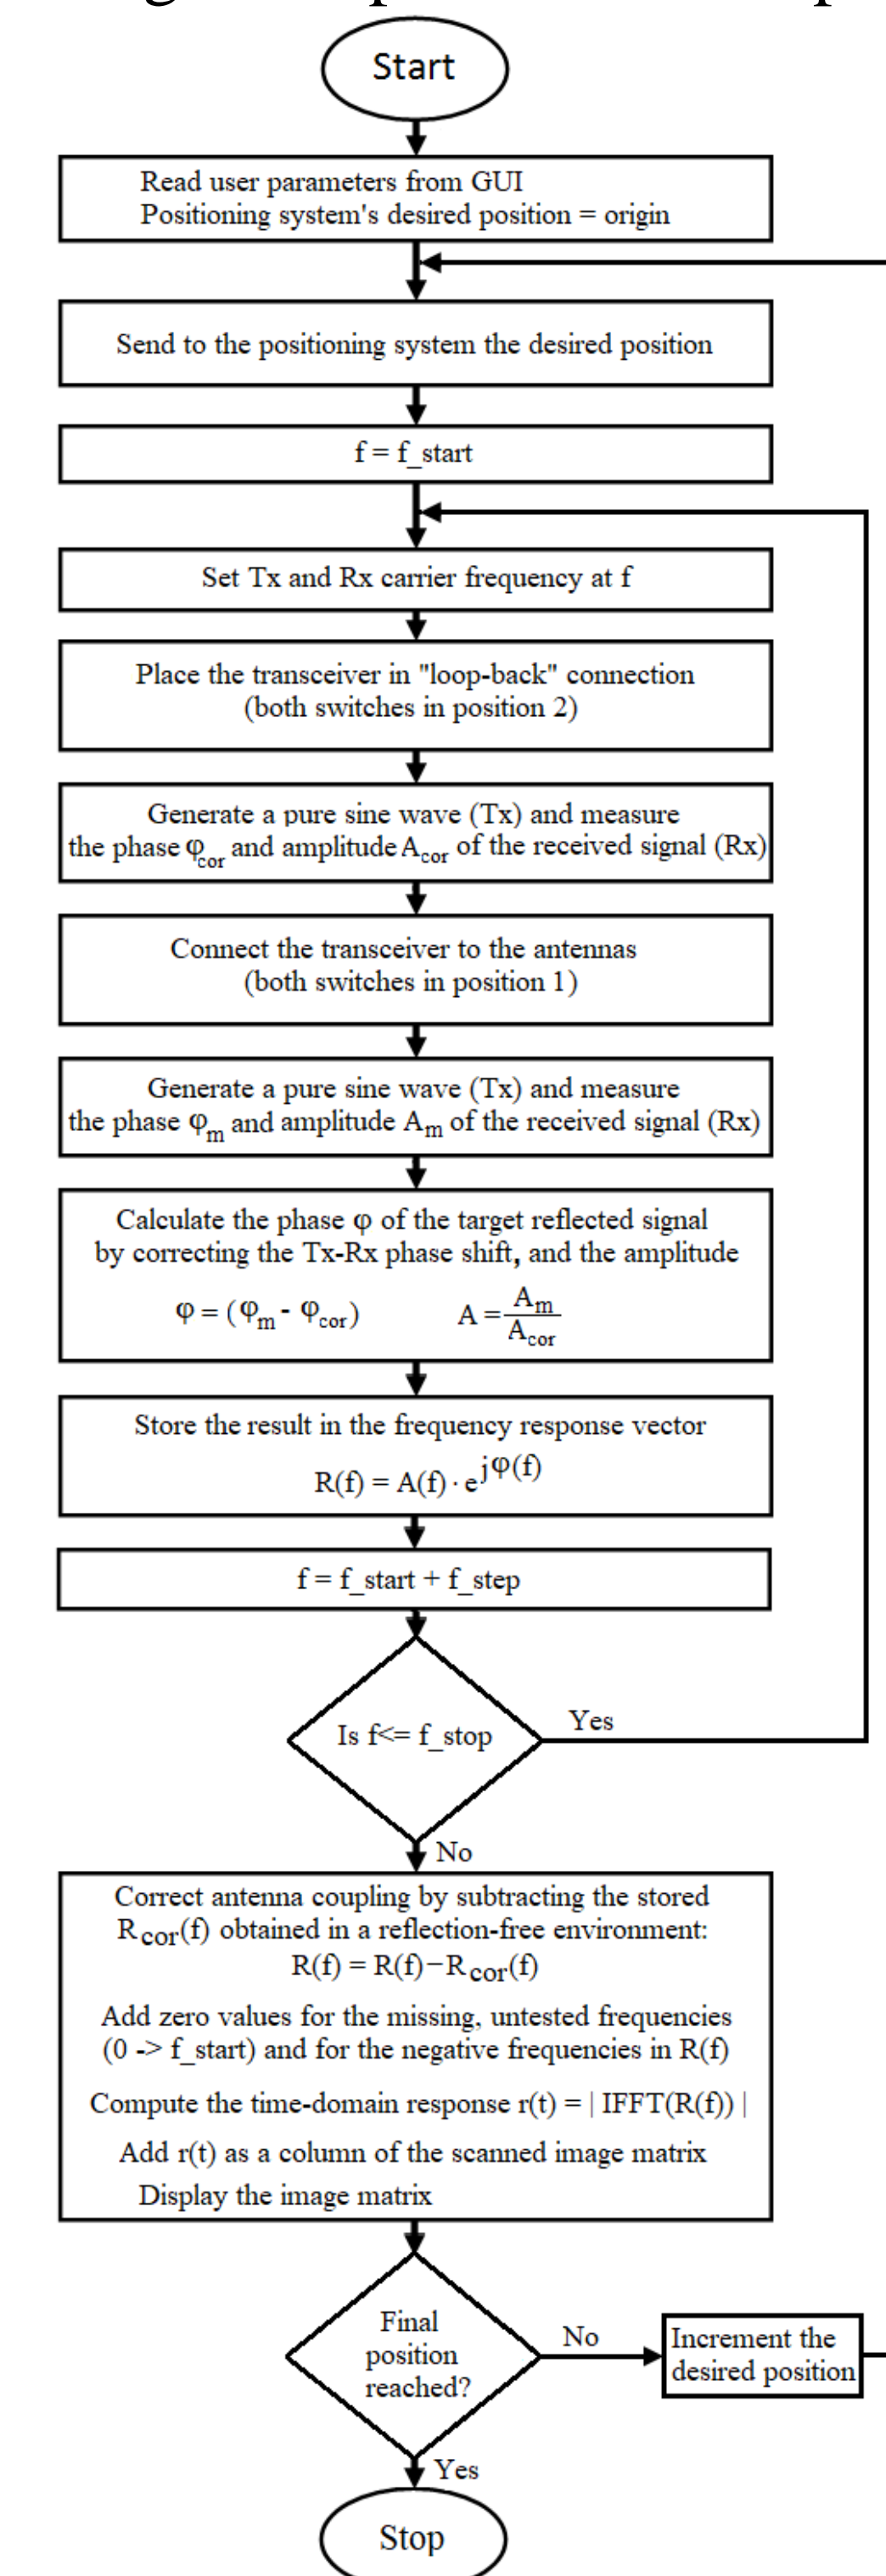 Start
Read user parameters from GUI
Positioning system's desired position = origin
Send to the positioning system the desired position
f = f_start
Set Tx and Rx carrier frequency at f
Place the transceiver in "loop-back" connection
(both switches in position 2)
Generate a pure sine wave (Tx) and measure
the phase φcor and amplitude Acor of the received signal (Rx)
Connect the transceiver to the antennas
(both switches in position 1)
Generate a pure sine wave (Tx) and measure
the phase φm and amplitude Am of the received signal (Rx)
Calculate the phase φ of the target reflected signal
by correcting the Tx-Rx phase shift, and the amplitude
φ = (φm - φcor) A = Am / Acor
Store the result in the frequency response vector
R(f) = A(f) · e^jφ(f)
f = f_start + f_step
Is f<= f_stop
Yes
No
Correct antenna coupling by subtracting the stored
Rcor(f) obtained in a reflection-free environment:
R(f) = R(f)−Rcor(f)
Add zero values for the missing, untested frequencies
(0 -> f_start) and for the negative frequencies in R(f)
Compute the time-domain response r(t) = | IFFT(R(f)) |
Add r(t) as a column of the scanned image matrix
Display the image matrix
Final
position
reached?
No
Increment the
desired position
Yes
Stop